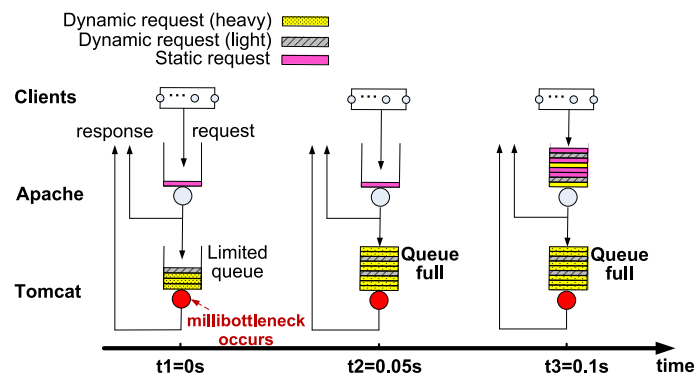 Dynamic request (heavy)
Dynamic request (light)
Static request
Clients
response
request
Apache
Limited
queue
Queue
full
Queue
full
Tomcat
millibottleneck
occurs
t1=0s
t2=0.05s
t3=0.1s
time